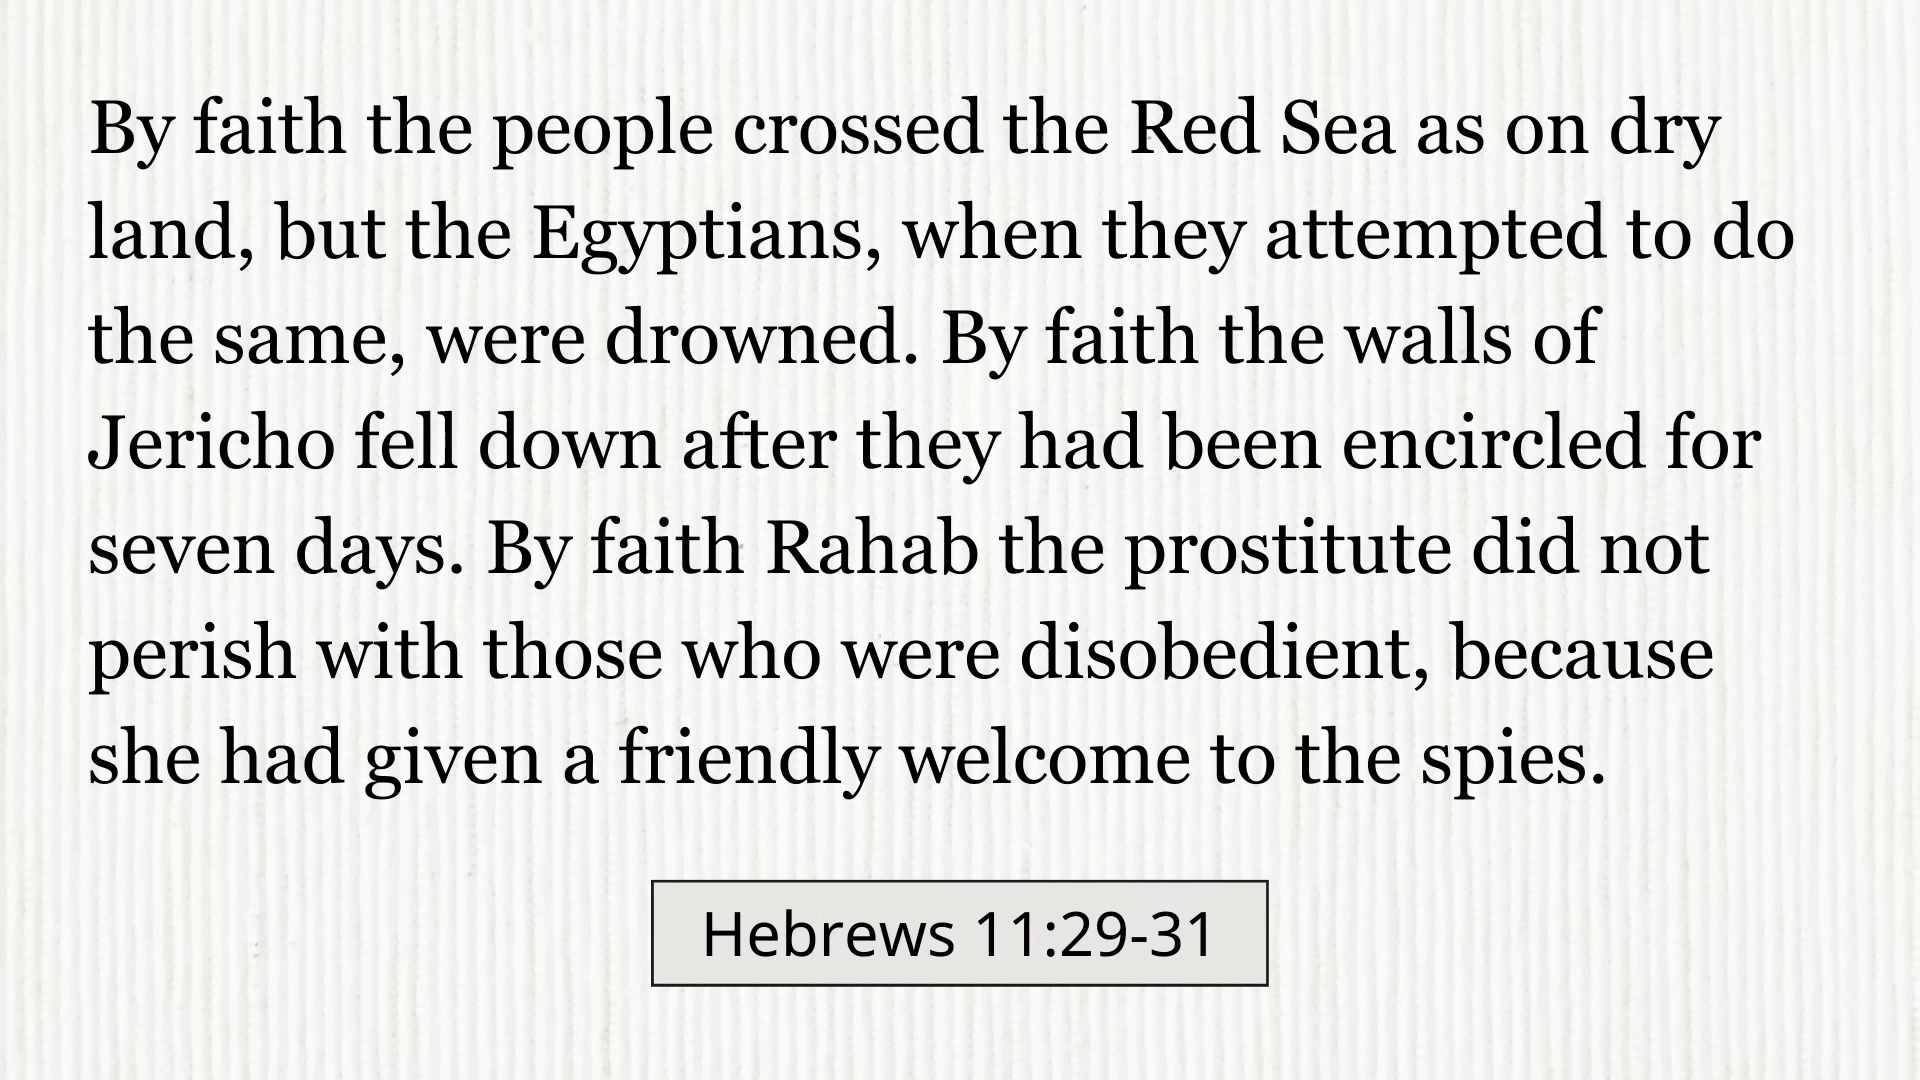 By faith the people crossed the Red Sea as on dry
land, but the Egyptians, when they attempted to do
the same, were drowned. By faith the walls of
Jericho fell down after they had been encircled for
seven days. By faith Rahab the prostitute did not
perish with those who were disobedient, because
she had given a friendly welcome to the spies.
Hebrews 11:29-31